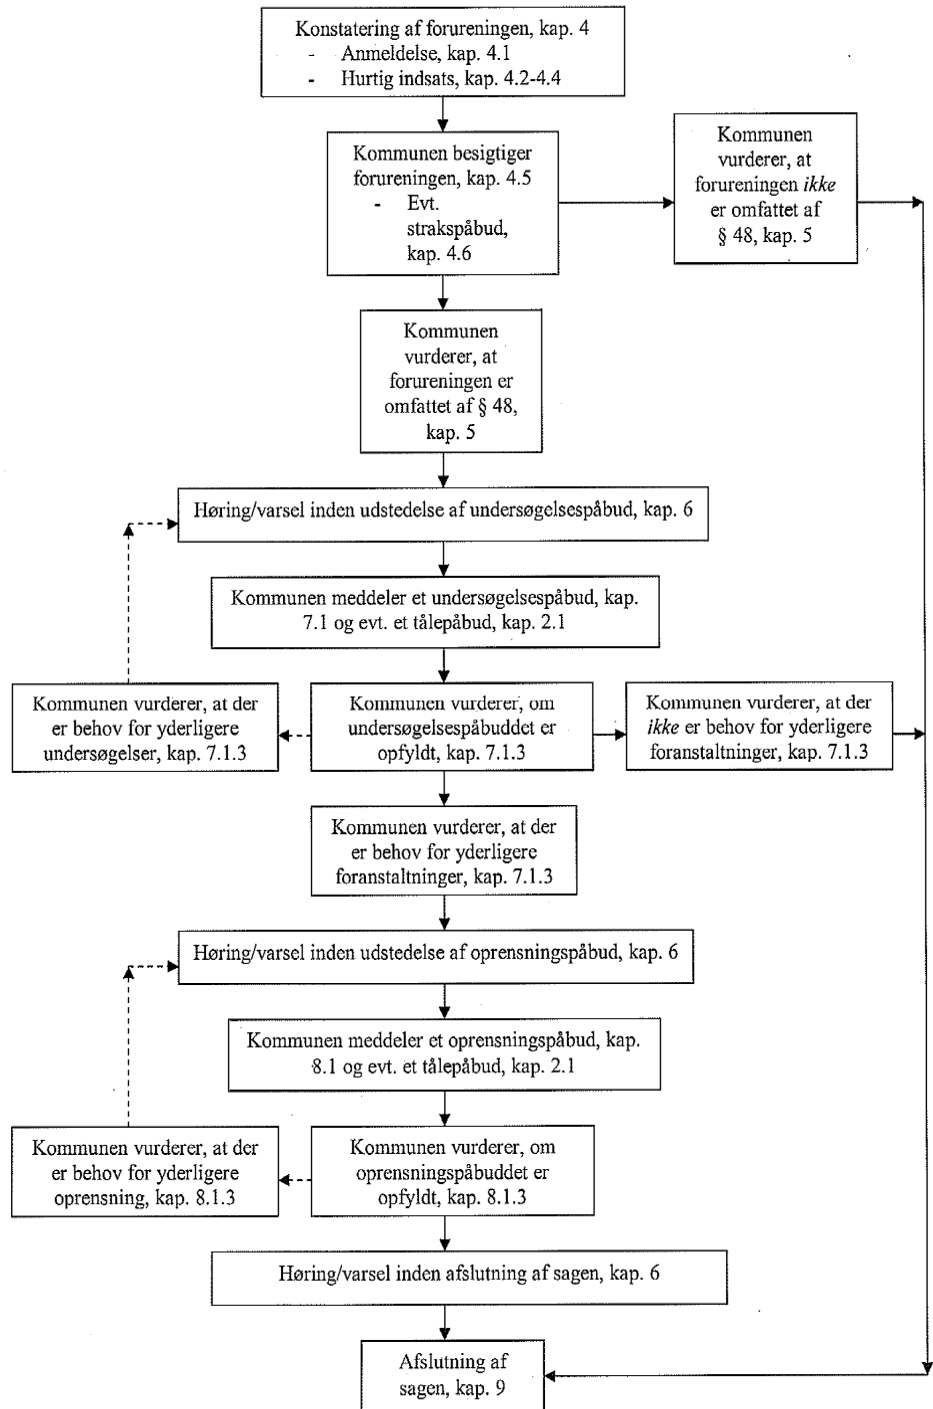 Konstatering af forureningen, kap. 4
- Anmeldelse, kap. 4.1
- Hurtig indsats, kap. 4.2-4.4
Kommunen besigtiger
forureningen, kap. 4.5
- Evt.
strakspåbud,
kap. 4.6
Kommunen
vurderer, at
forureningen ikke
er omfattet af
§ 48, kap. 5
Kommunen
vurderer, at
forureningen er
omfattet af § 48,
kap. 5
Høring/varsel inden udstedelse af undersøgelsespåbud, kap. 6
Kommunen meddeler et undersøgelsespåbud, kap.
7.1 og evt. et tålepåbud, kap. 2.1
Kommunen vurderer, at der
er behov for yderligere
undersøgelser, kap. 7.1.3
Kommunen vurderer, om
undersøgelsespåbuddet er
opfyldt, kap. 7.1.3
Kommunen vurderer, at der
ikke er behov for yderligere
foranstaltninger, kap. 7.1.3
Kommunen vurderer, at der
er behov for yderligere
foranstaltninger, kap. 7.1.3
Høring/varsel inden udstedelse af oprensningspåbud, kap. 6
Kommunen meddeler et oprensningspåbud, kap.
8.1 og evt. et tålepåbud, kap. 2.1
Kommunen vurderer, at der
er behov for yderligere
oprensning, kap. 8.1.3
Kommunen vurderer, om
oprensningspåbuddet er
opfyldt, kap. 8.1.3
Høring/varsel inden afslutning af sagen, kap. 6
Afslutning af
sagen, kap. 9